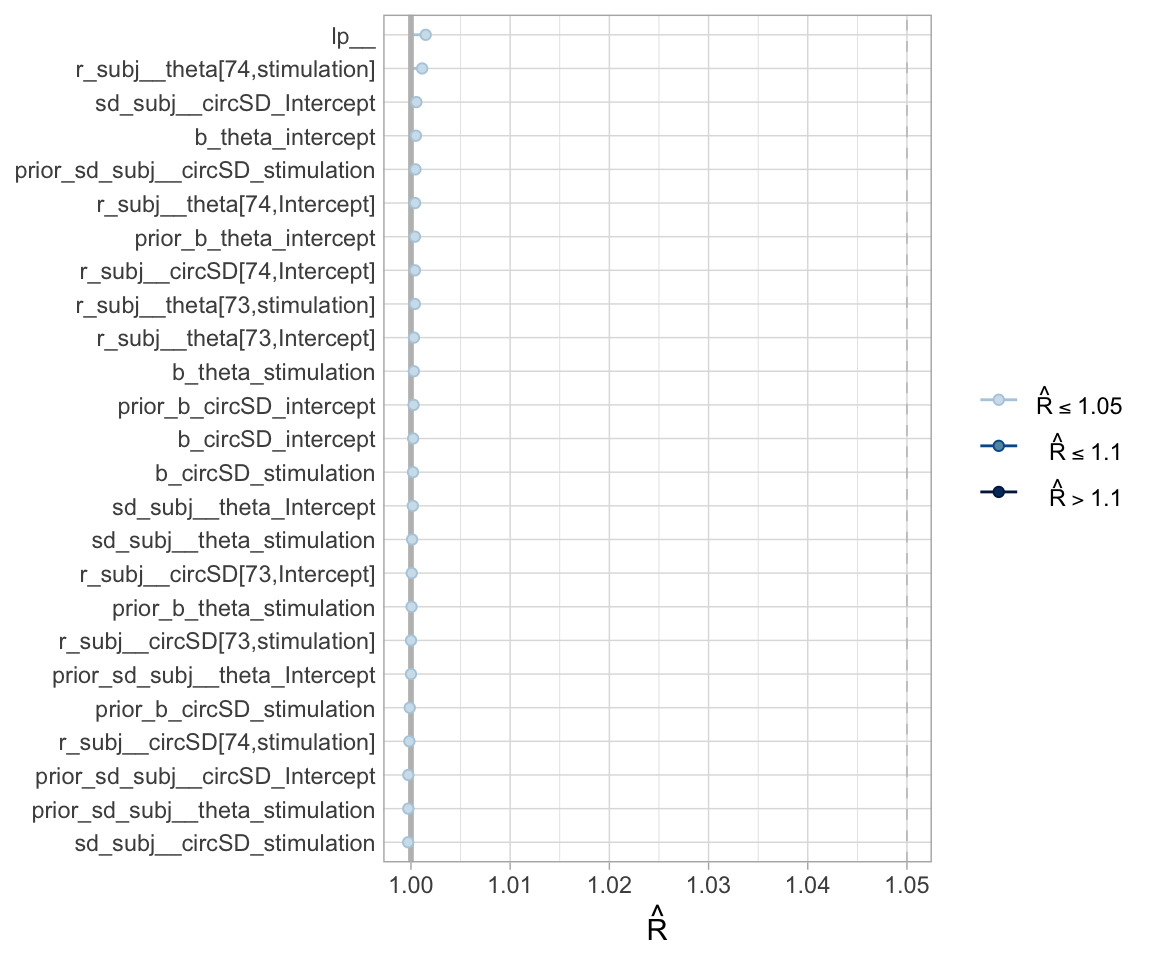 lp__
r_subj__theta[74,stimulation]
sd_subj__circSD_Intercept
b_theta_intercept
prior_sd_subj__circSD_stimulation
r_subj__theta[74,Intercept]
prior_b_theta_intercept
r_subj__circSD[74,Intercept]
r_subj__theta[73,stimulation]
r_subj__theta[73,Intercept]
b_theta_stimulation
prior_b_circSD_intercept
b_circSD_intercept
b_circSD_stimulation
sd_subj__theta_Intercept
sd_subj__theta_stimulation
r_subj__circSD[73,Intercept]
prior_b_theta_stimulation
r_subj__circSD[73,stimulation]
prior_sd_subj__theta_Intercept
prior_b_circSD_stimulation
r_subj__circSD[74,stimulation]
prior_sd_subj__circSD_Intercept
prior_sd_subj__theta_stimulation
sd_subj__circSD_stimulation
1.00 1.01 1.02 1.03 1.04 1.05
R̂
R̂ ≤ 1.05
R̂ ≤ 1.1
R̂ > 1.1